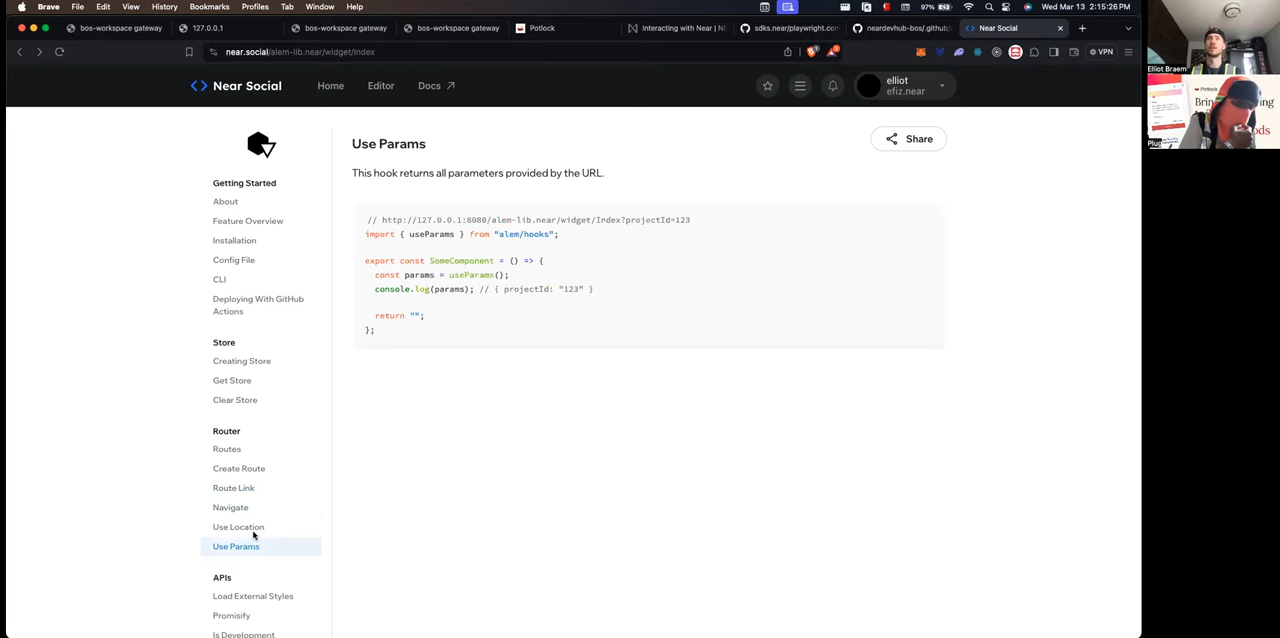 Brave File Edit View History Bookmarks Profiles Tab Window Help
97% Wed Mar 13 2:15:26 PM
bos-workspace gateway
127.0.0.1
bos-workspace gateway
bos-workspace gateway
Potlock
Interacting with Near | NE
sdks.near/playwright.con
neardevhub-bos/.github/
Near Social
near.social/alem-lib.near/widget/Index
VPN
Near Social
Home
Editor
Docs
elliot
efiz.near
Getting Started
About
Feature Overview
Installation
Config File
CLI
Deploying With GitHub
Actions
Store
Creating Store
Get Store
Clear Store
Router
Routes
Create Route
Route Link
Navigate
Use Location
Use Params
APIs
Load External Styles
Promisify
Is Development
Use Params
Share
This hook returns all parameters provided by the URL.
// http://127.0.0.1:8080/alem-lib.near/widget/Index?projectId=123
import { useParams } from "alem/hooks";
export const SomeComponent = () => {
const params = useParams();
console.log(params); // { projectId: "123" }
return "";
};
Elliot Braem
Potlock
Plug